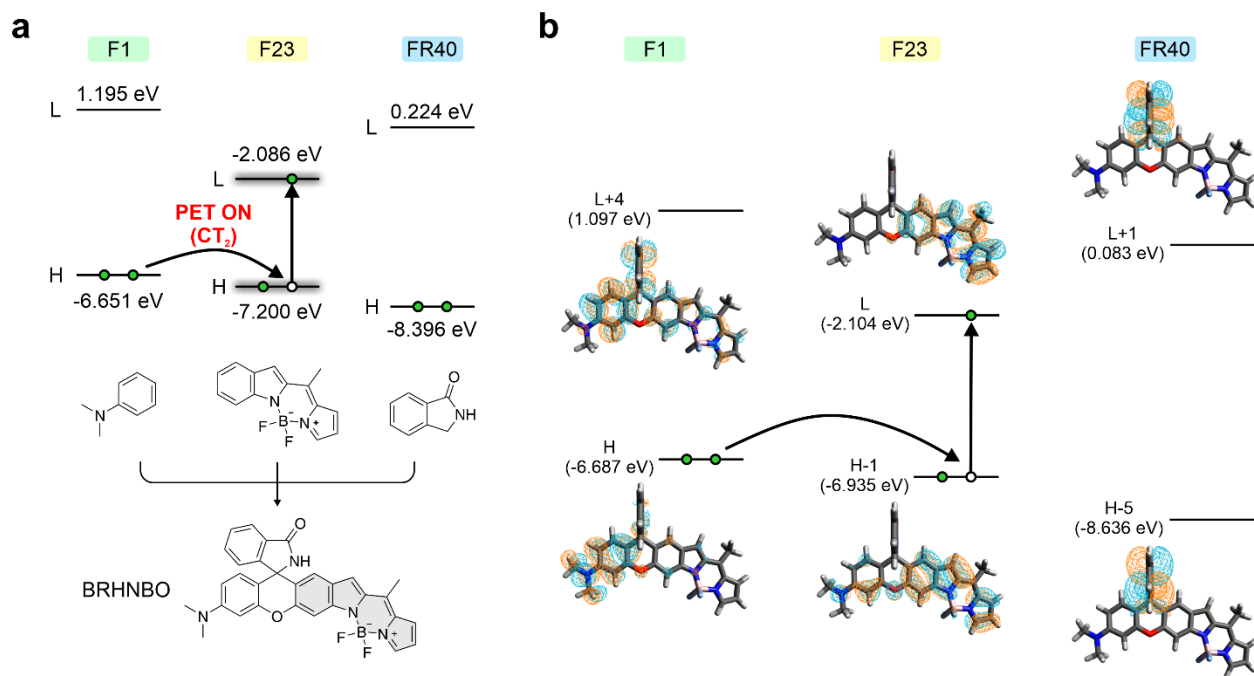 a
F1
F23
FR40
1.195 eV
L
0.224 eV
L
-2.086 eV
L
PET ON
(CT₂)
H
-6.651 eV
H
-7.200 eV
H
-8.396 eV
N
N
B
-
N
+
F
F
O
NH
O
NH
BRHNBO
N
O
N
B
-
N
+
F
F
b
F1
F23
FR40
L+4
(1.097 eV)
L+1
(0.083 eV)
L
(-2.104 eV)
H
(-6.687 eV)
H-1
(-6.935 eV)
H-5
(-8.636 eV)